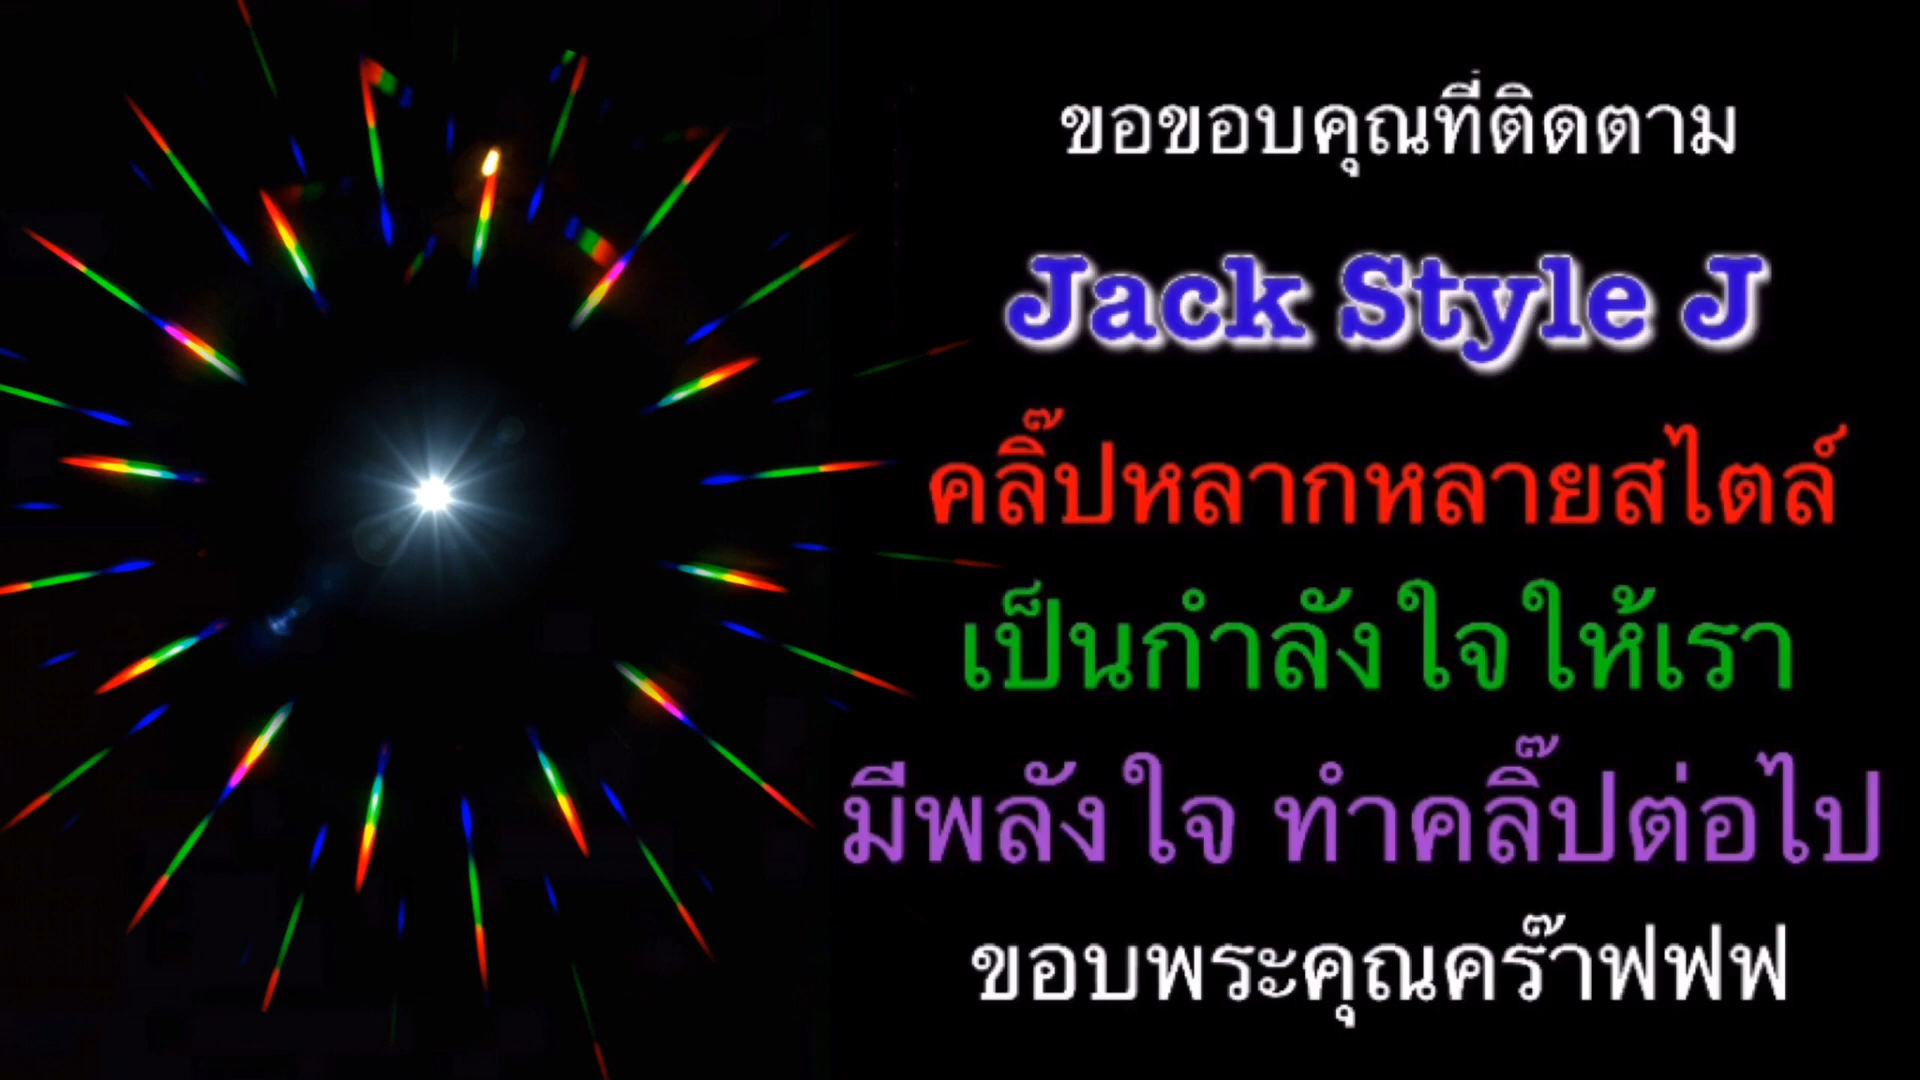 ขอขอบคุณที่ติดตาม
Jack Style J
คลิ๊ปหลากหลายสไตล์
เป็นกำลังใจให้เรา
มีพลังใจ ทำคลิ๊ปต่อไป
ขอบพระคุณคร๊าฟฟฟ